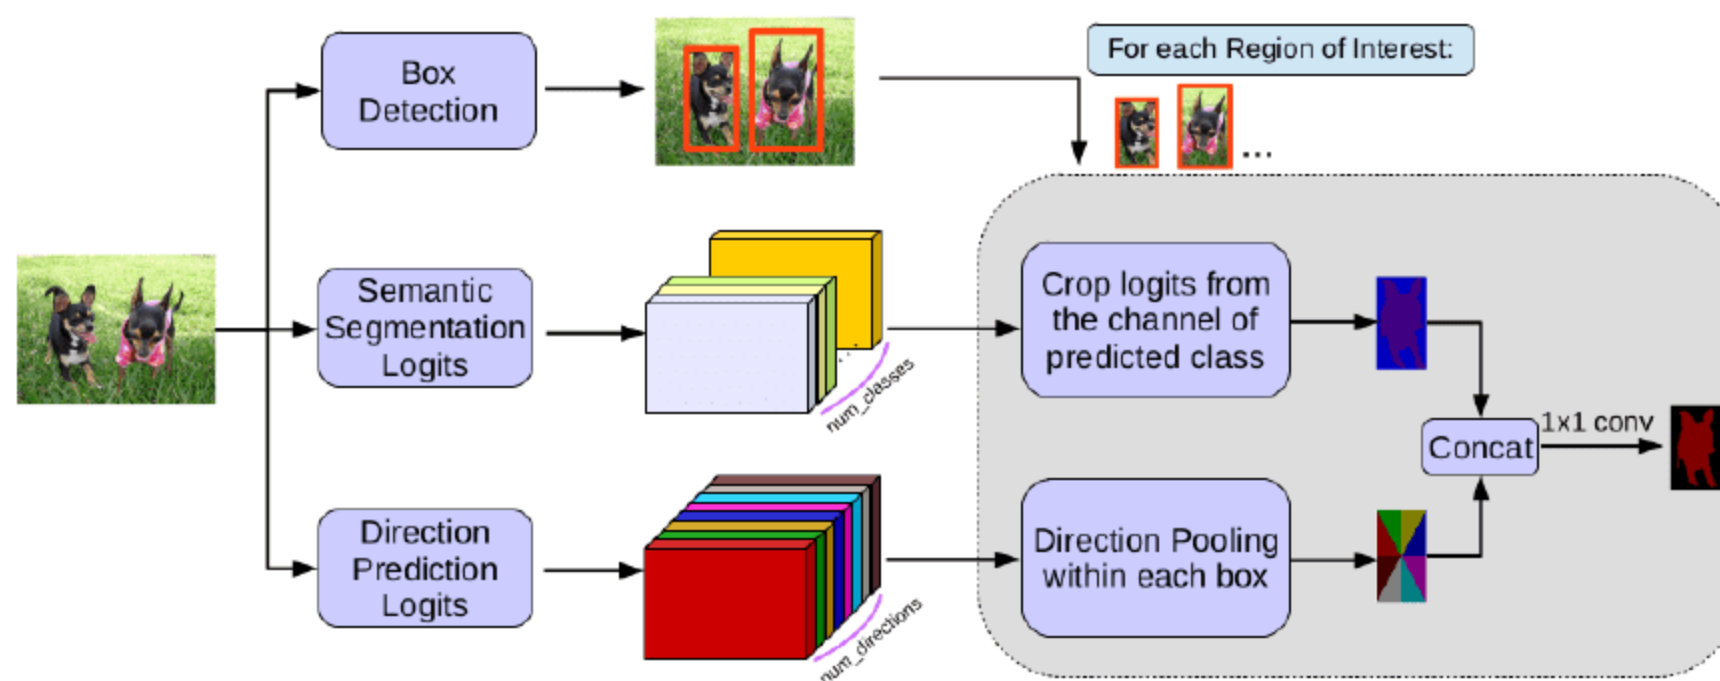 Box
Detection
For each Region of Interest:
...
Semantic
Segmentation
Logits
...
num_classes
Crop logits from
the channel of
predicted class
Concat
1x1 conv
Direction
Prediction
Logits
num_directions
Direction Pooling
within each box